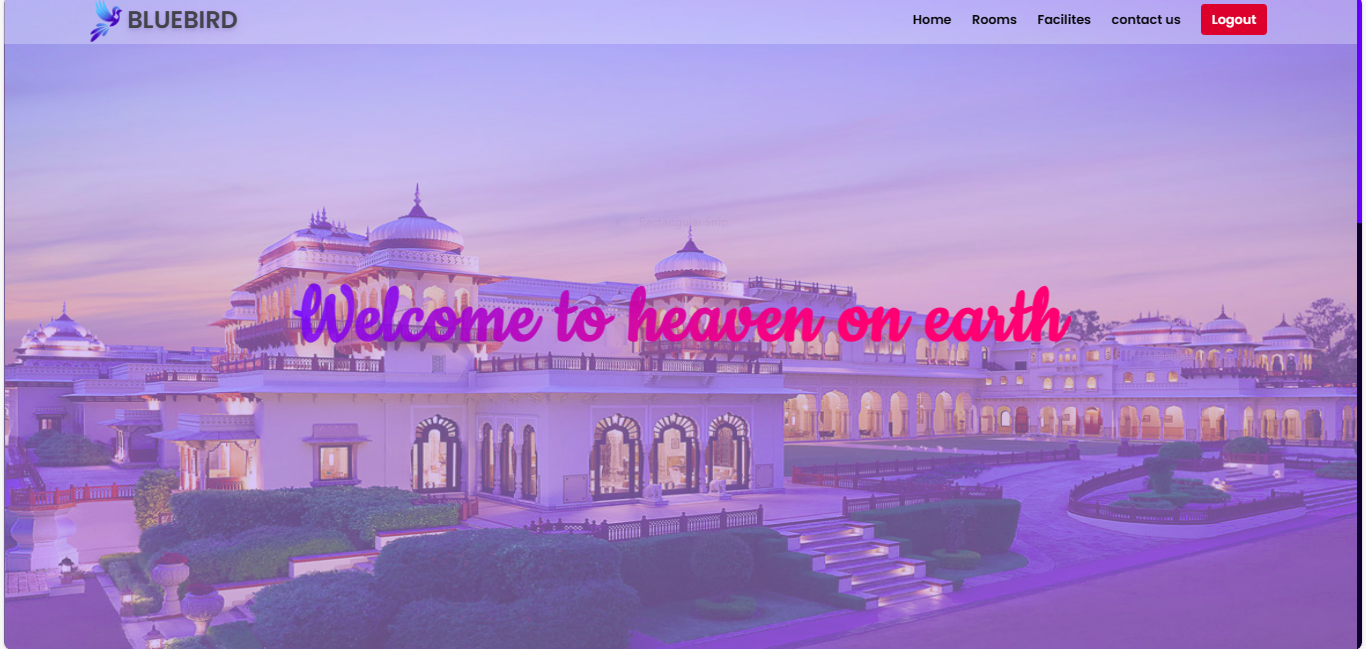 BLUEBIRD
Home Rooms Facilites contact us Logout
Welcome to heaven on earth